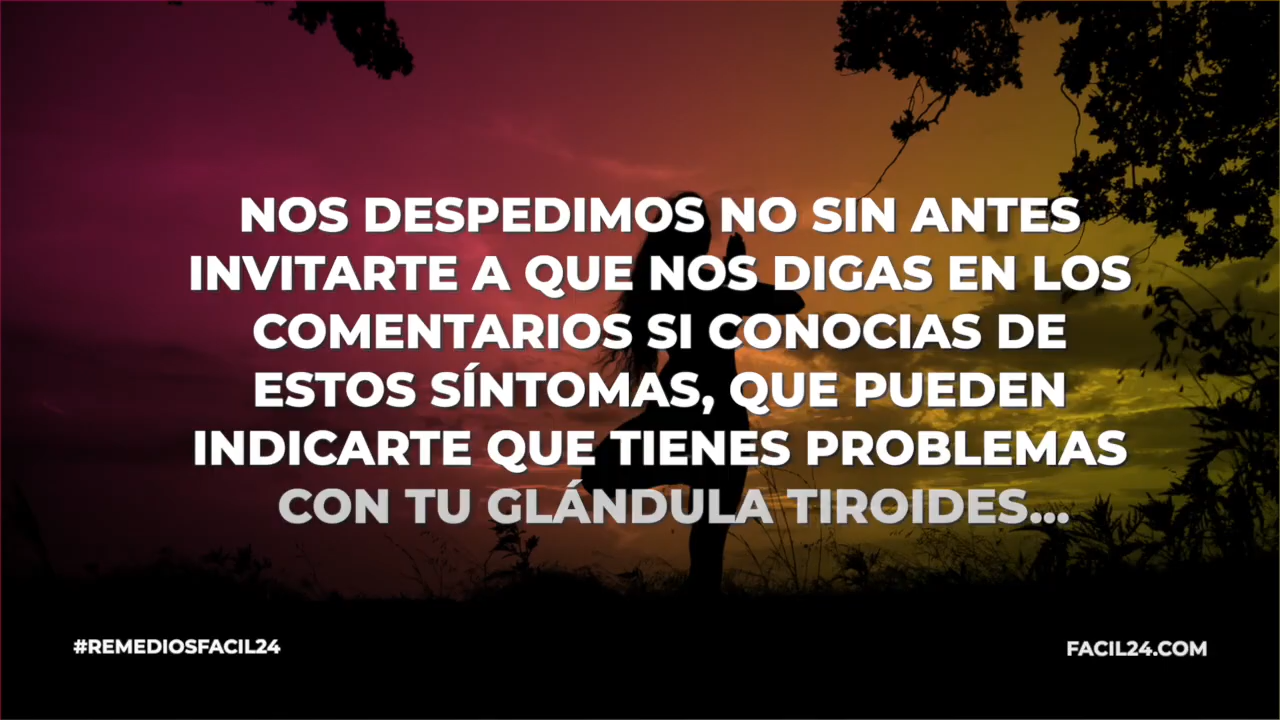 NOS DESPEDIMOS NO SIN ANTES
INVITARTE A QUE NOS DIGAS EN LOS
COMENTARIOS SI CONOCIAS DE
ESTOS SÍNTOMAS, QUE PUEDEN
INDICARTE QUE TIENES PROBLEMAS
CON TU GLÁNDULA TIROIDES...
#REMEDIOSFACIL24
FACIL24.COM